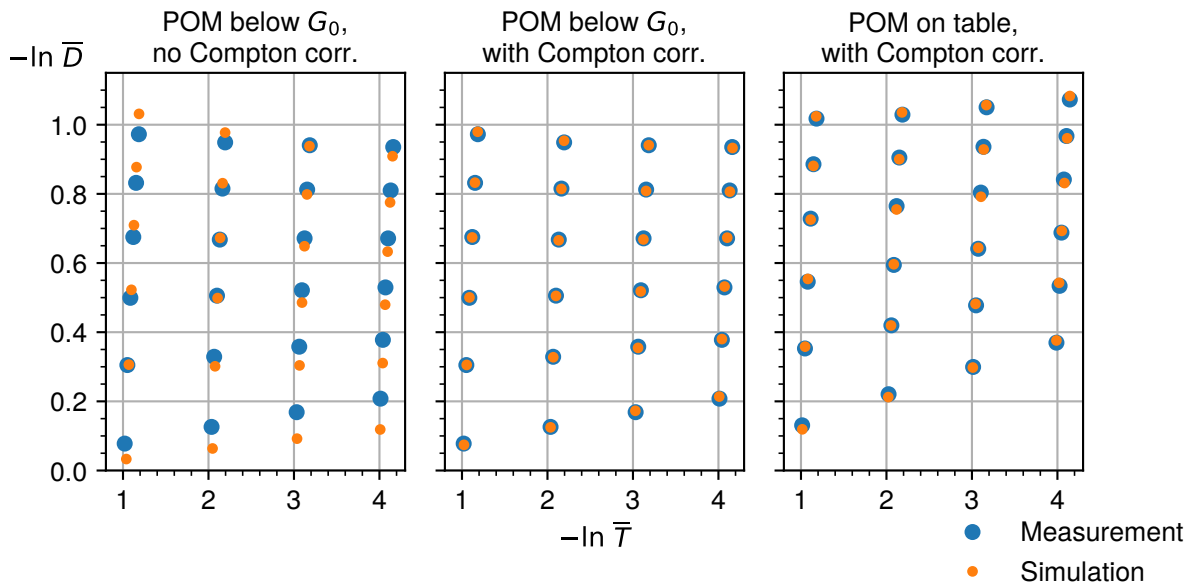 POM below G₀,
no Compton corr.
POM below G₀,
with Compton corr.
POM on table,
with Compton corr.
−ln D̅
1.0
0.8
0.6
0.4
0.2
0.0
1 2 3 4
1 2 3 4
1 2 3 4
−ln T̅
Measurement
Simulation